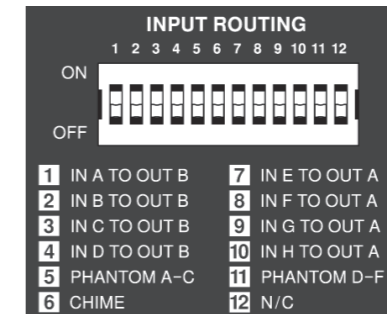 INPUT ROUTING
1 2 3 4 5 6 7 8 9 10 11 12
ON
OFF
1 IN A TO OUT B
2 IN B TO OUT B
3 IN C TO OUT B
4 IN D TO OUT B
5 PHANTOM A-C
6 CHIME
7 IN E TO OUT A
8 IN F TO OUT A
9 IN G TO OUT A
10 IN H TO OUT A
11 PHANTOM D-F
12 N/C